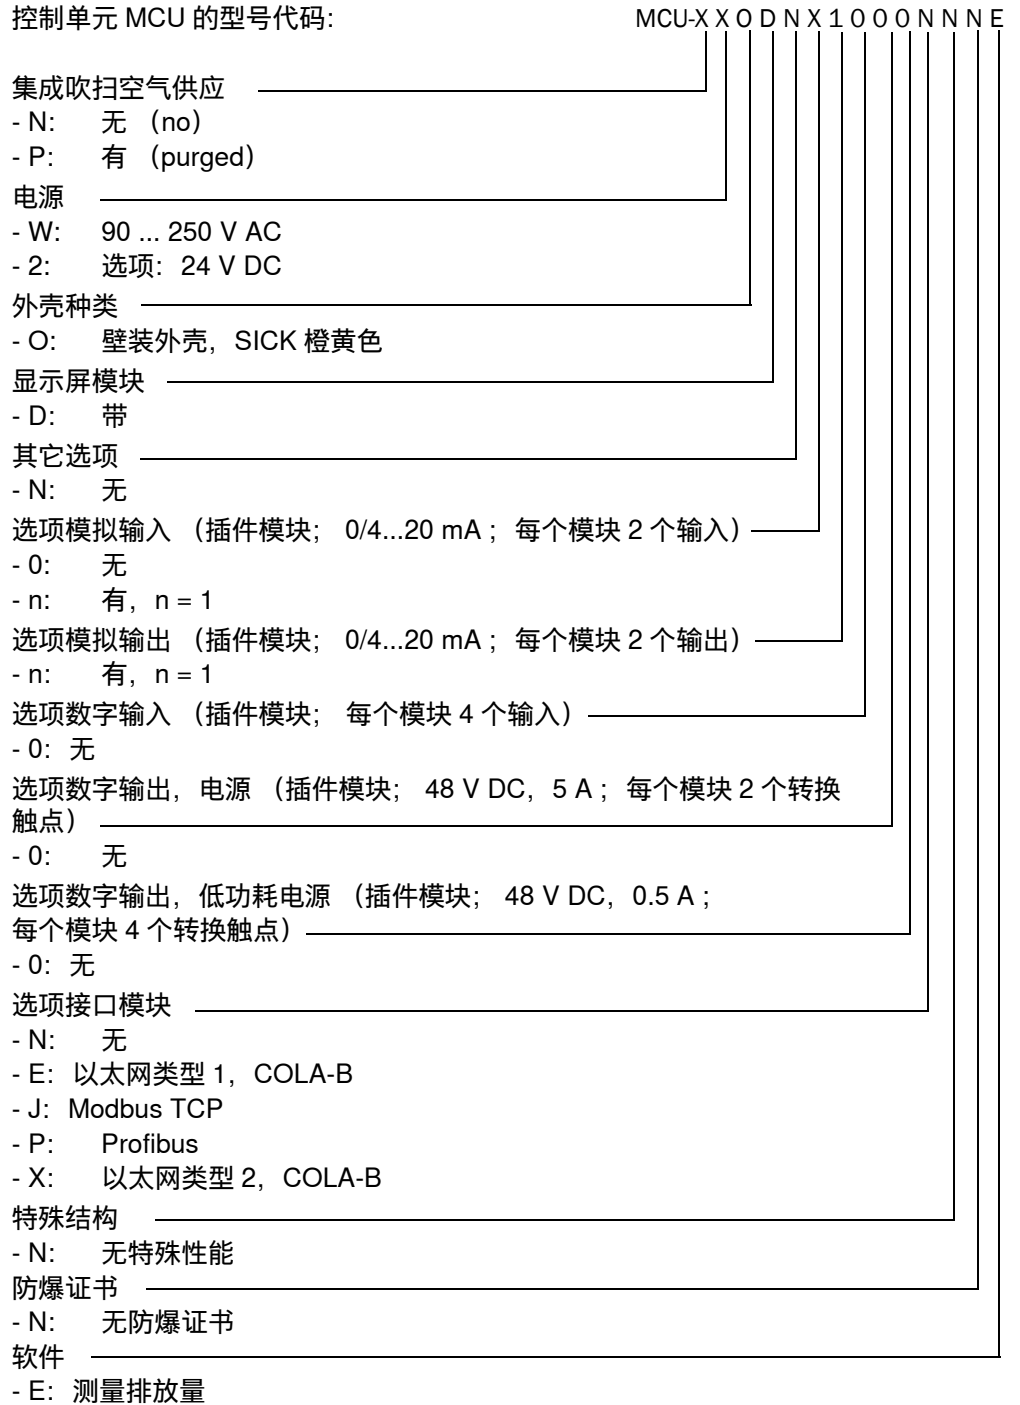 控制单元 MCU 的型号代码: MCU-X X O D N X 1 0 0 0 N N N E
集成吹扫空气供应
- N: 无 （no）
- P: 有 （purged）
电源
- W: 90 ... 250 V AC
- 2: 选项: 24 V DC
外壳种类
- O: 壁装外壳, SICK 橙黄色
显示屏模块
- D: 带
其它选项
- N: 无
选项模拟输入 （插件模块; 0/4...20 mA ; 每个模块 2 个输入）
- 0: 无
- n: 有, n = 1
选项模拟输出 （插件模块; 0/4...20 mA ; 每个模块 2 个输出）
- n: 有, n = 1
选项数字输入 （插件模块; 每个模块 4 个输入）
- 0: 无
选项数字输出, 电源 （插件模块; 48 V DC, 5 A ; 每个模块 2 个转换
触点）
- 0: 无
选项数字输出, 低功耗电源 （插件模块; 48 V DC, 0.5 A ;
每个模块 4 个转换触点）
- 0: 无
选项接口模块
- N: 无
- E: 以太网类型 1, COLA-B
- J: Modbus TCP
- P: Profibus
- X: 以太网类型 2, COLA-B
特殊结构
- N: 无特殊性能
防爆证书
- N: 无防爆证书
软件
- E: 测量排放量